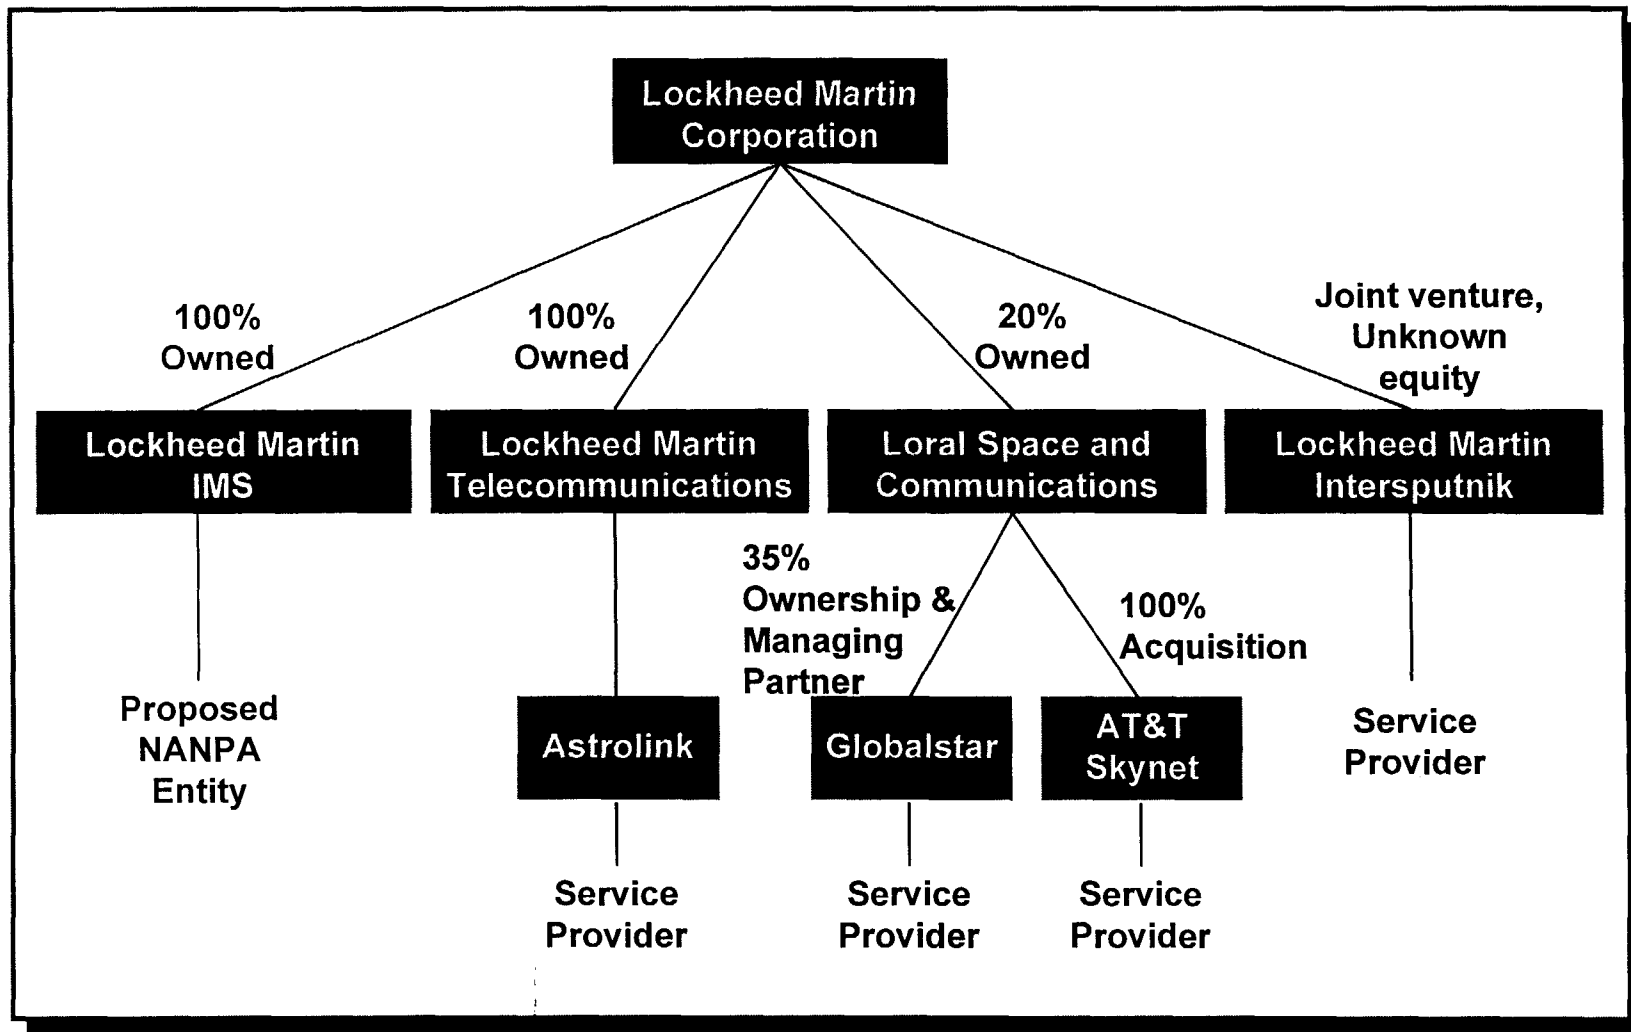 Lockheed Martin
Corporation
100%
Owned
100%
Owned
20%
Owned
Joint venture,
Unknown
equity
Lockheed Martin
IMS
Lockheed Martin
Telecommunications
Loral Space and
Communications
Lockheed Martin
Intersputnik
35%
Ownership &
Managing
Partner
100%
Acquisition
Proposed
NANPA
Entity
Astrolink
Globalstar
AT&T
Skynet
Service
Provider
Service
Provider
Service
Provider
Service
Provider